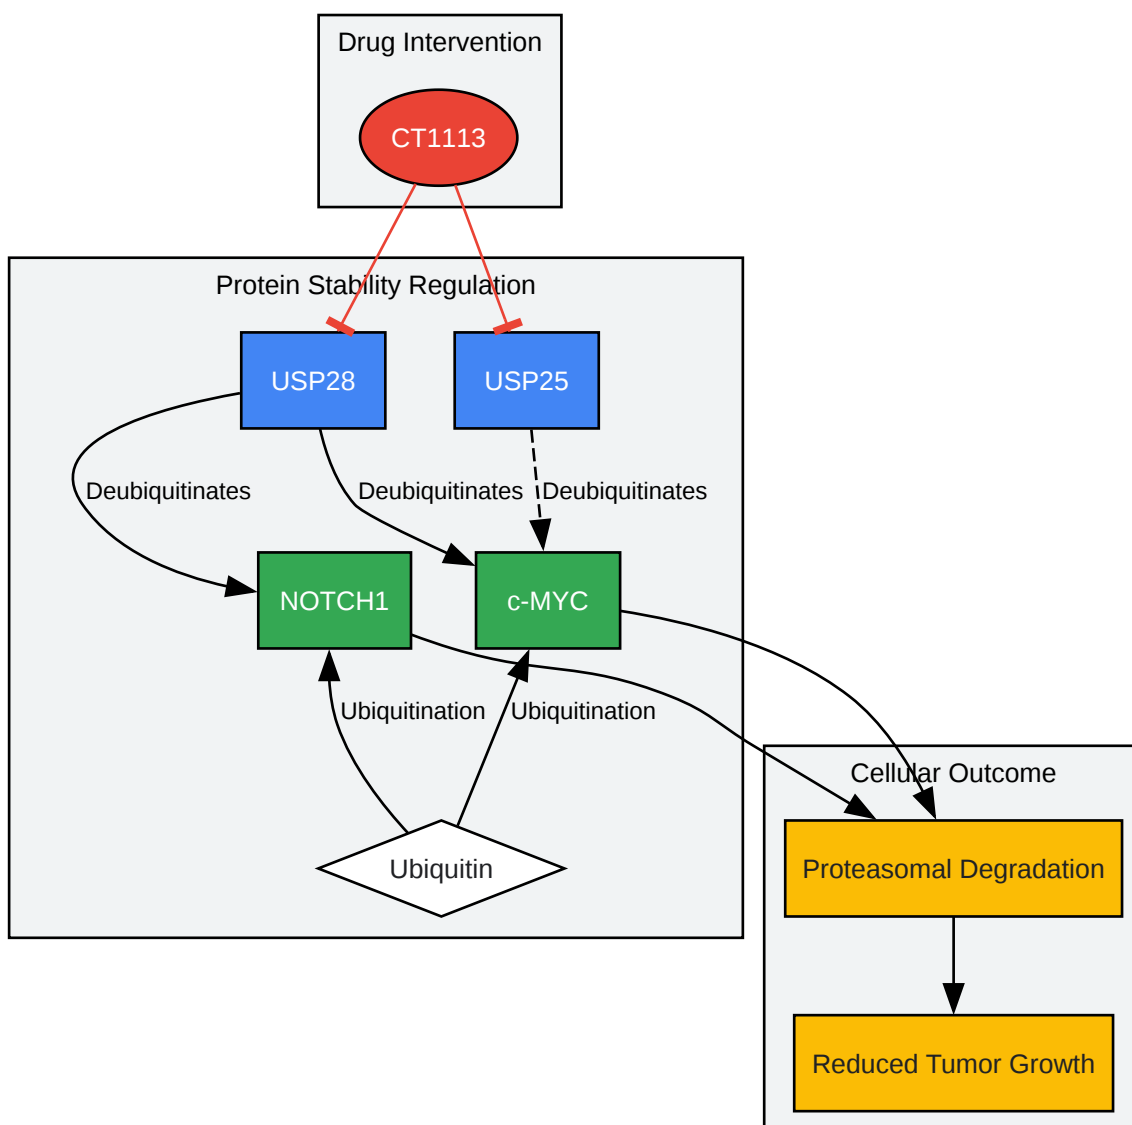 Drug Intervention
CT1113
Protein Stability Regulation
USP28
USP25
Deubiquitinates
Deubiquitinates
Deubiquitinates
NOTCH1
c-MYC
Ubiquitination
Ubiquitination
Ubiquitin
Cellular Outcome
Proteasomal Degradation
Reduced Tumor Growth